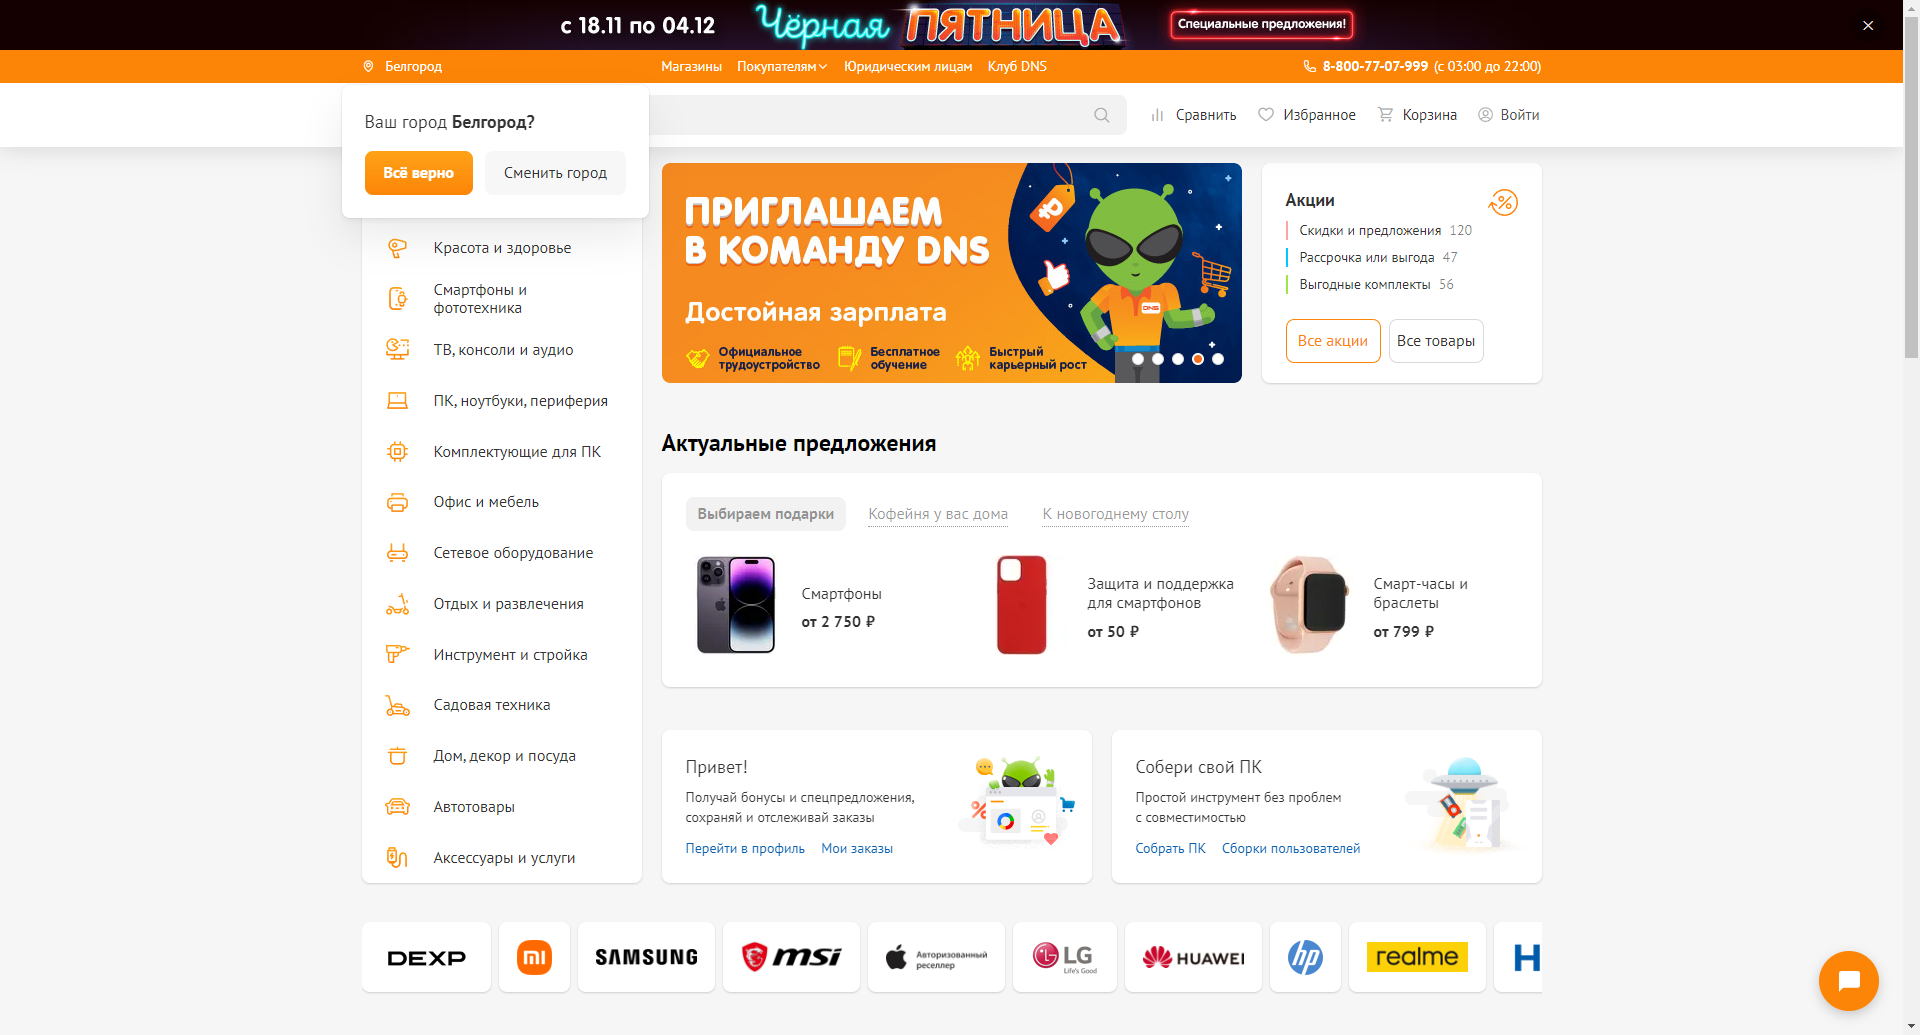 с 18.11 по 04.12
Чёрная ПЯТНИЦА
Специальные предложения!
Белгород
Магазины Покупателям Юридическим лицам Клуб DNS
8-800-77-07-999 (с 03:00 до 22:00)
Ваш город Белгород?
Всё верно Сменить город
Сравнить Избранное Корзина Войти
Красота и здоровье
Смартфоны и
фототехника
ТВ, консоли и аудио
ПК, ноутбуки, периферия
Комплектующие для ПК
Офис и мебель
Сетевое оборудование
Отдых и развлечения
Инструмент и стройка
Садовая техника
Дом, декор и посуда
Автотовары
Аксессуары и услуги
ПРИГЛАШАЕМ
В КОМАНДУ DNS
Достойная зарплата
Официальное
трудоустройство
Бесплатное
обучение
Быстрый
карьерный рост
DNS
Акции
Скидки и предложения 120
Рассрочка или выгода 47
Выгодные комплекты 56
Все акции Все товары
Актуальные предложения
Выбираем подарки Кофейня у вас дома К новогоднему столу
Смартфоны
от 2 750 ₽
Защита и поддержка
для смартфонов
от 50 ₽
Смарт-часы и
браслеты
от 799 ₽
Привет!
Получай бонусы и спецпредложения,
сохраняй и отслеживай заказы
Перейти в профиль Мои заказы
Собери свой ПК
Простой инструмент без проблем
с совместимостью
Собрать ПК Сборки пользователей
DEXP
mi
SAMSUNG
msi
Авторизованный
реселлер
LG
Life's Good
HUAWEI
hp
realme
H